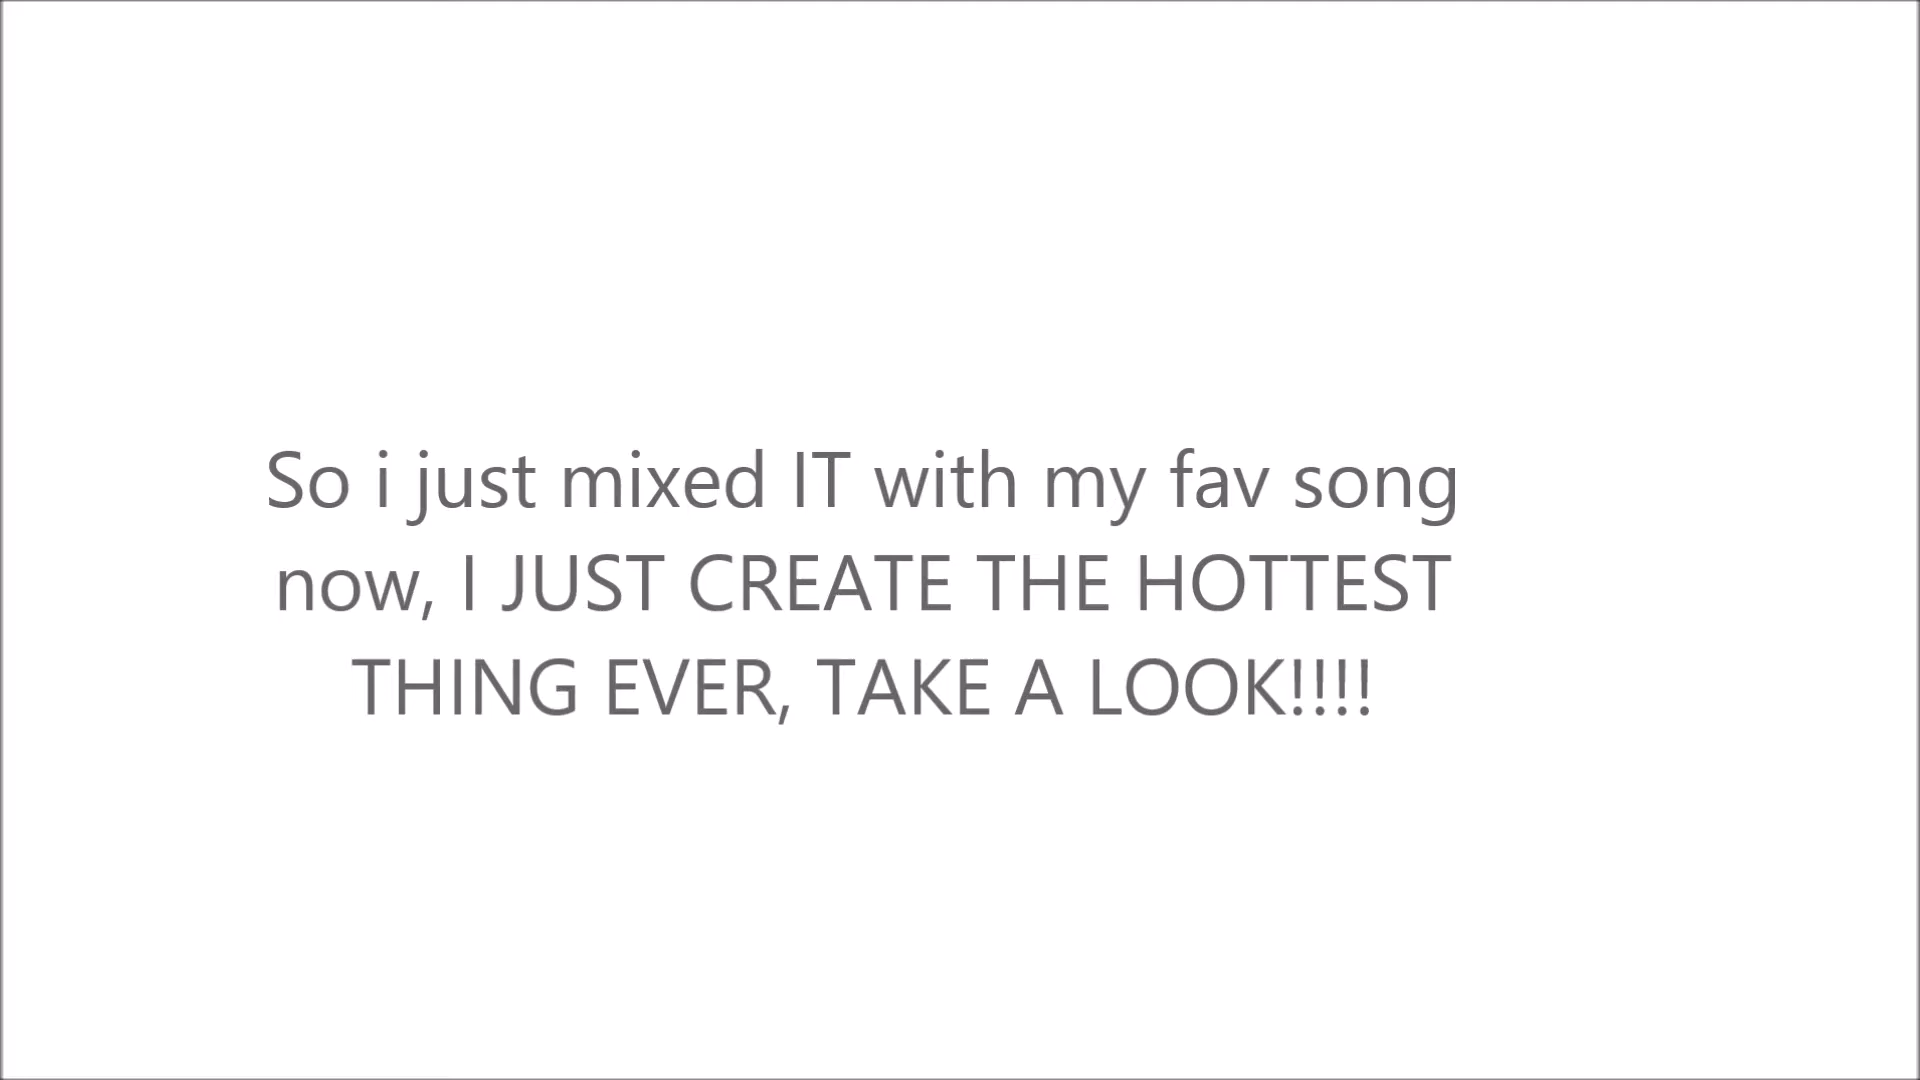 So i just mixed IT with my fav song
now, I JUST CREATE THE HOTTEST
THING EVER, TAKE A LOOK!!!!